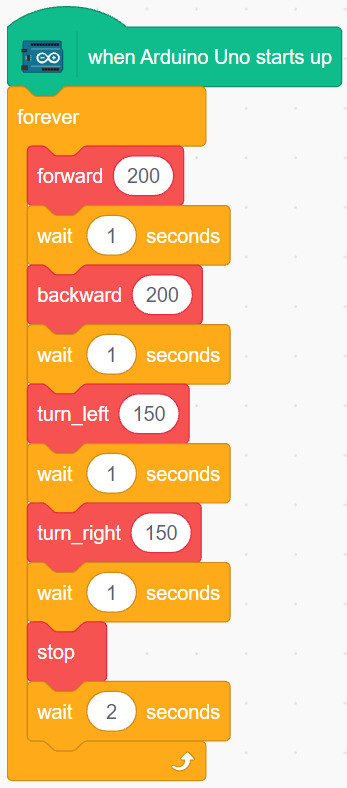 when Arduino Uno starts up
forever
forward 200
wait 1 seconds
backward 200
wait 1 seconds
turn_left 150
wait 1 seconds
turn_right 150
wait 1 seconds
stop
wait 2 seconds